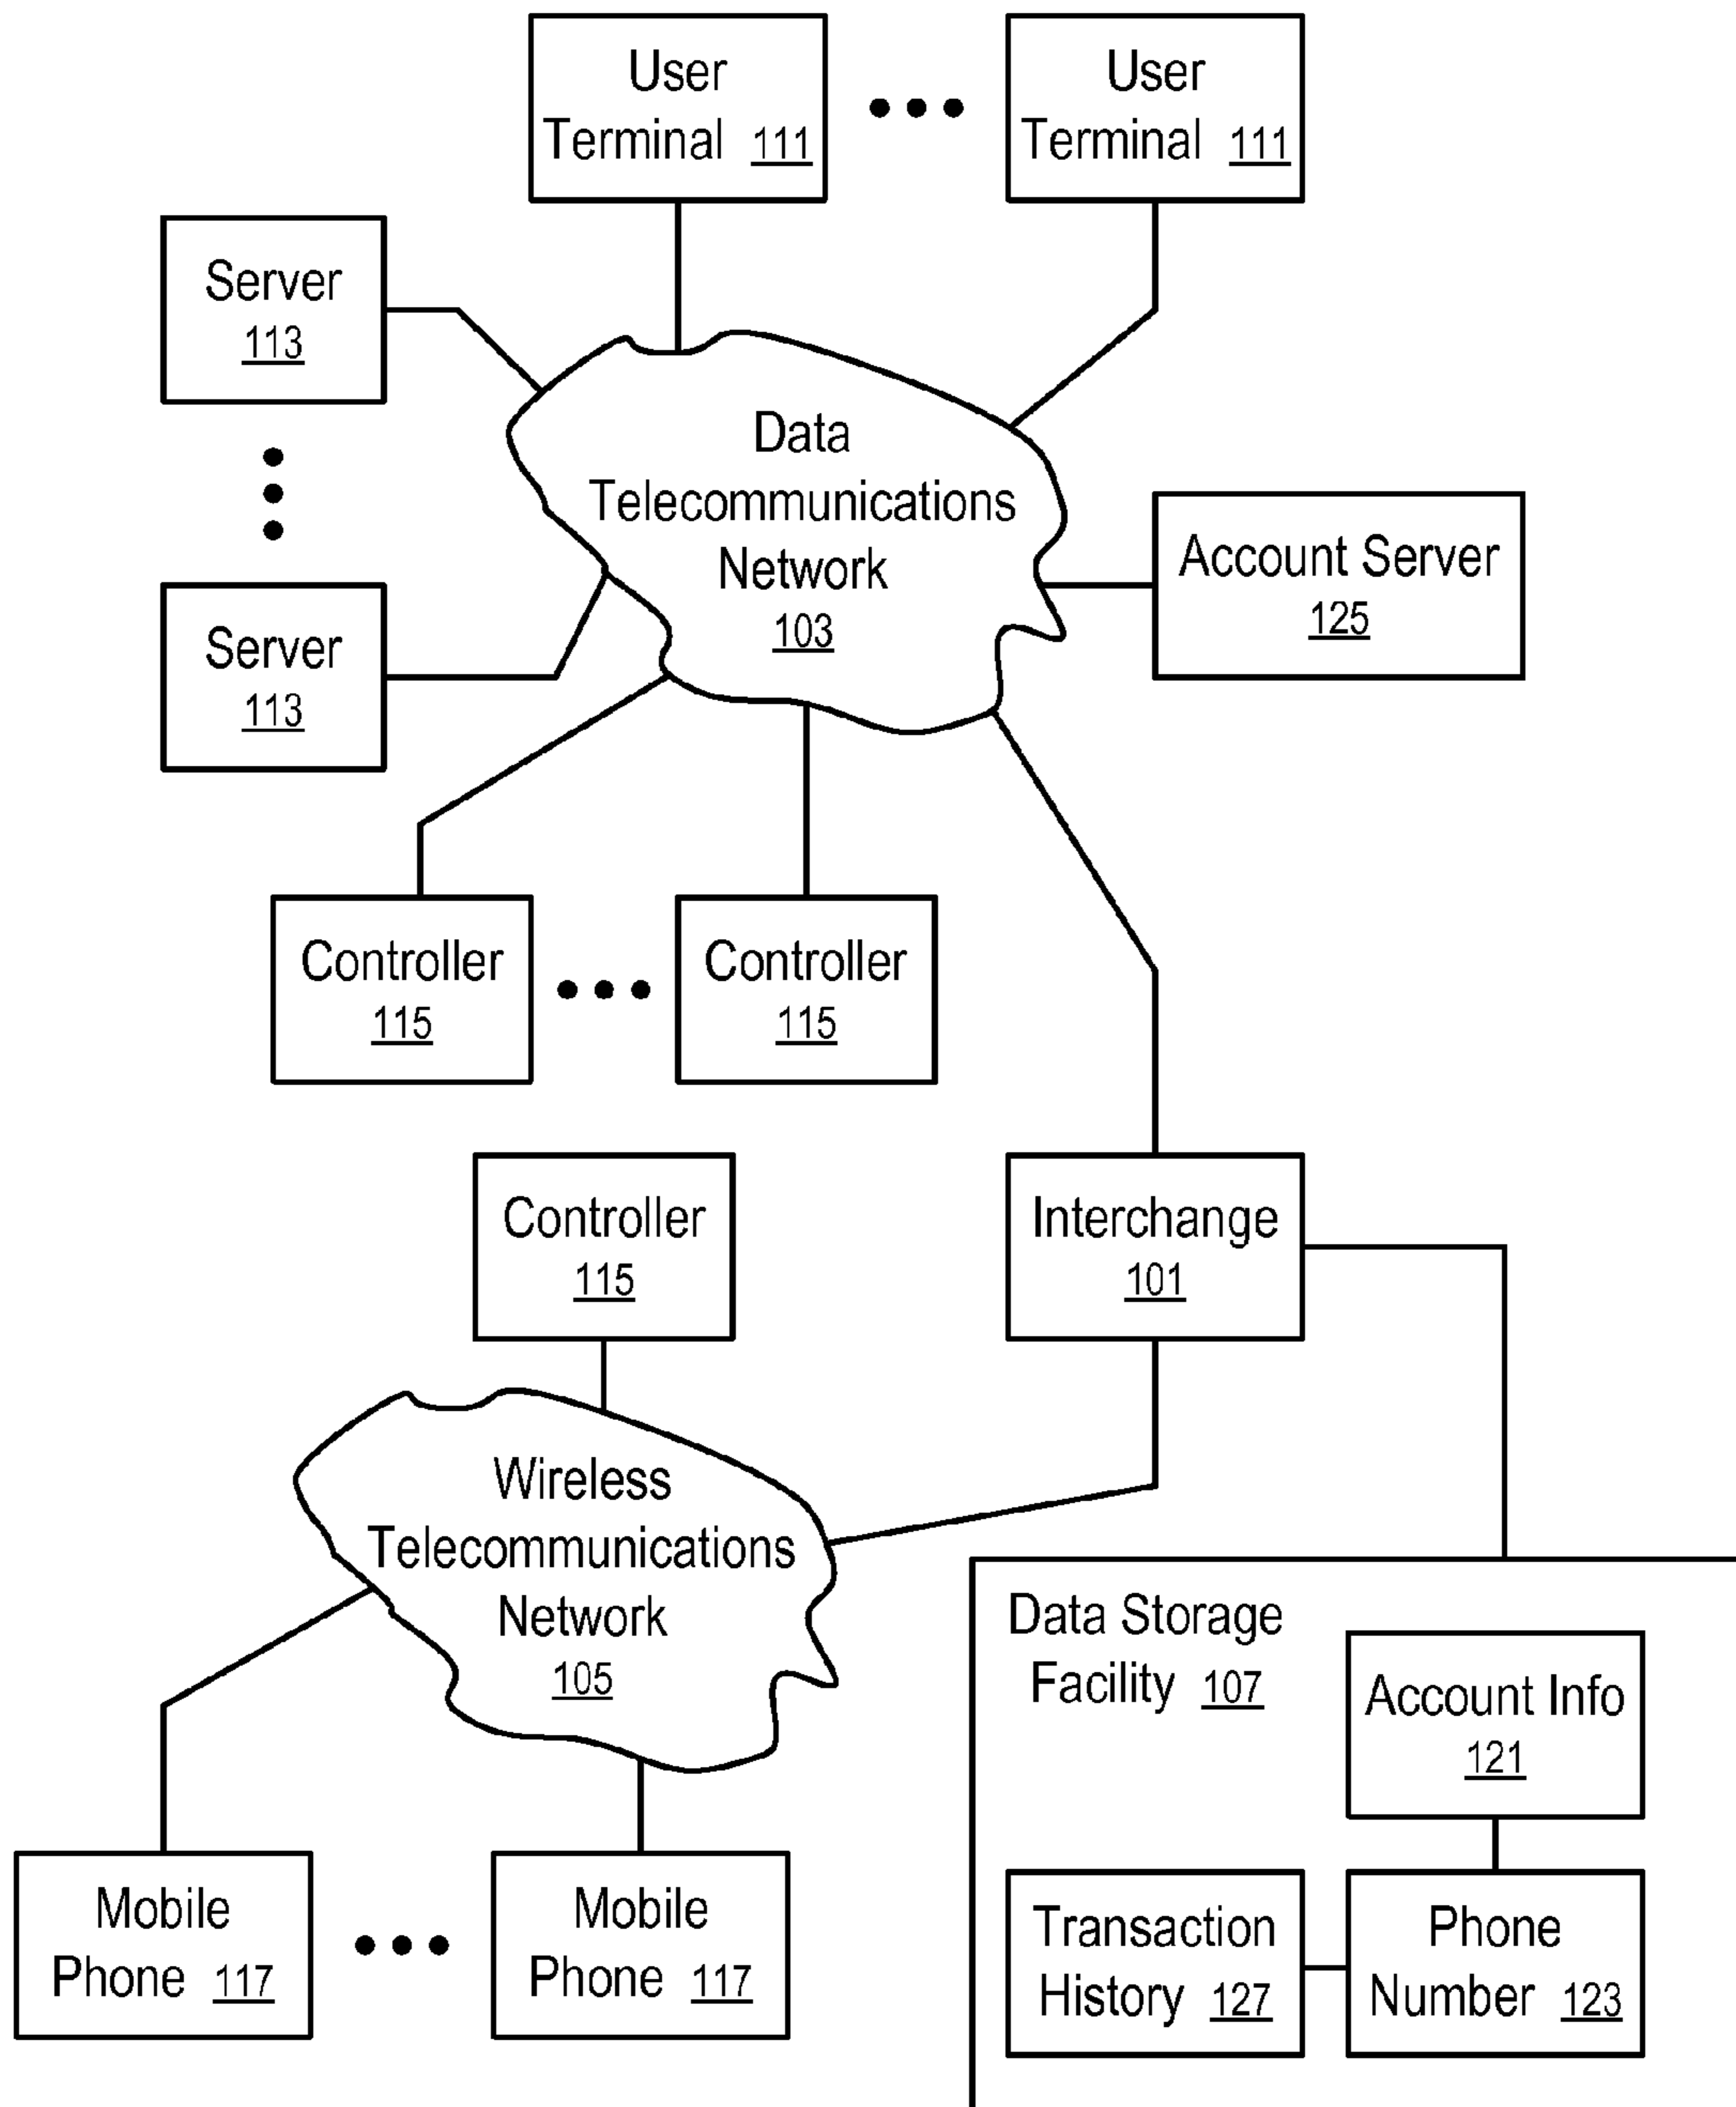 User
Terminal 111
User
Terminal 111
Server
113
Data
Telecommunications
Network
103
Account Server
125
Server
113
Controller
115
Controller
115
Controller
115
Interchange
101
Wireless
Telecommunications
Network
105
Data Storage
Facility 107
Account Info
121
Mobile
Phone 117
Mobile
Phone 117
Transaction
History 127
Phone
Number 123